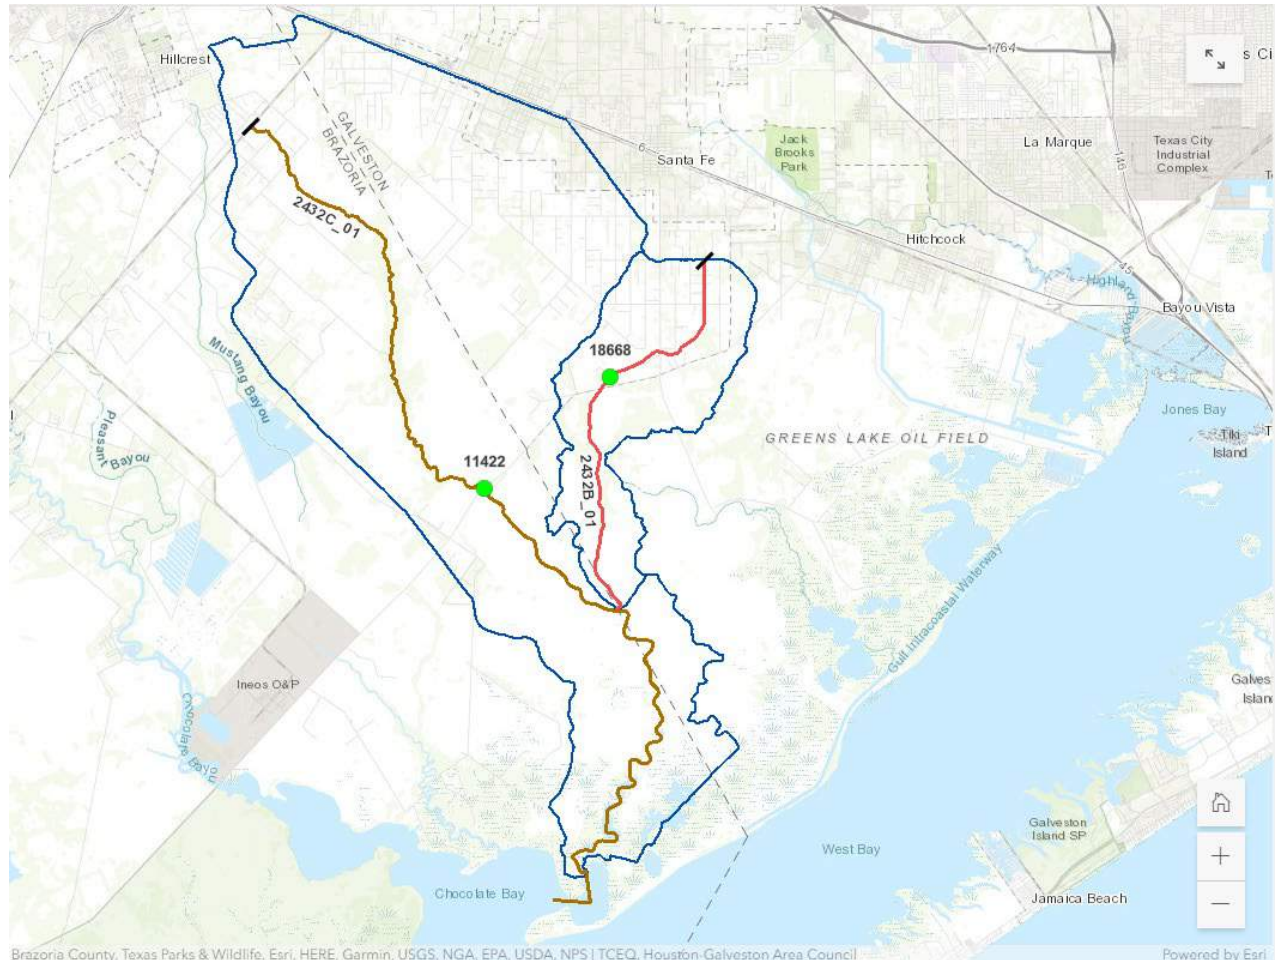 1764
s Ci
Hillcrest
GALVESTON
BRAZORIA
Jack
Brooks
Park
La Marque
Texas City
Industrial
Complex
146
6
Santa Fe
T
2432C_01
Hitchcock
45
Highland
Bayou
Bayou Vista
Mustang Bayou
18668
Jones Bay
Pleasant
Bayou
GREENS LAKE OIL FIELD
Tiki
Island
T
11422
2432B_01
Gulf Intracoastal Waterway
Ineos O&P
Galves
Islan
Chocolate Bayou
Galveston
Island SP
West Bay
Chocolate Bay
Jamaica Beach
Brazoria County, Texas Parks & Wildlife, Esri, HERE, Garmin, USGS, NGA, EPA, USDA, NPS | TCEQ, Houston-Galveston Area Council
Powered by Esri